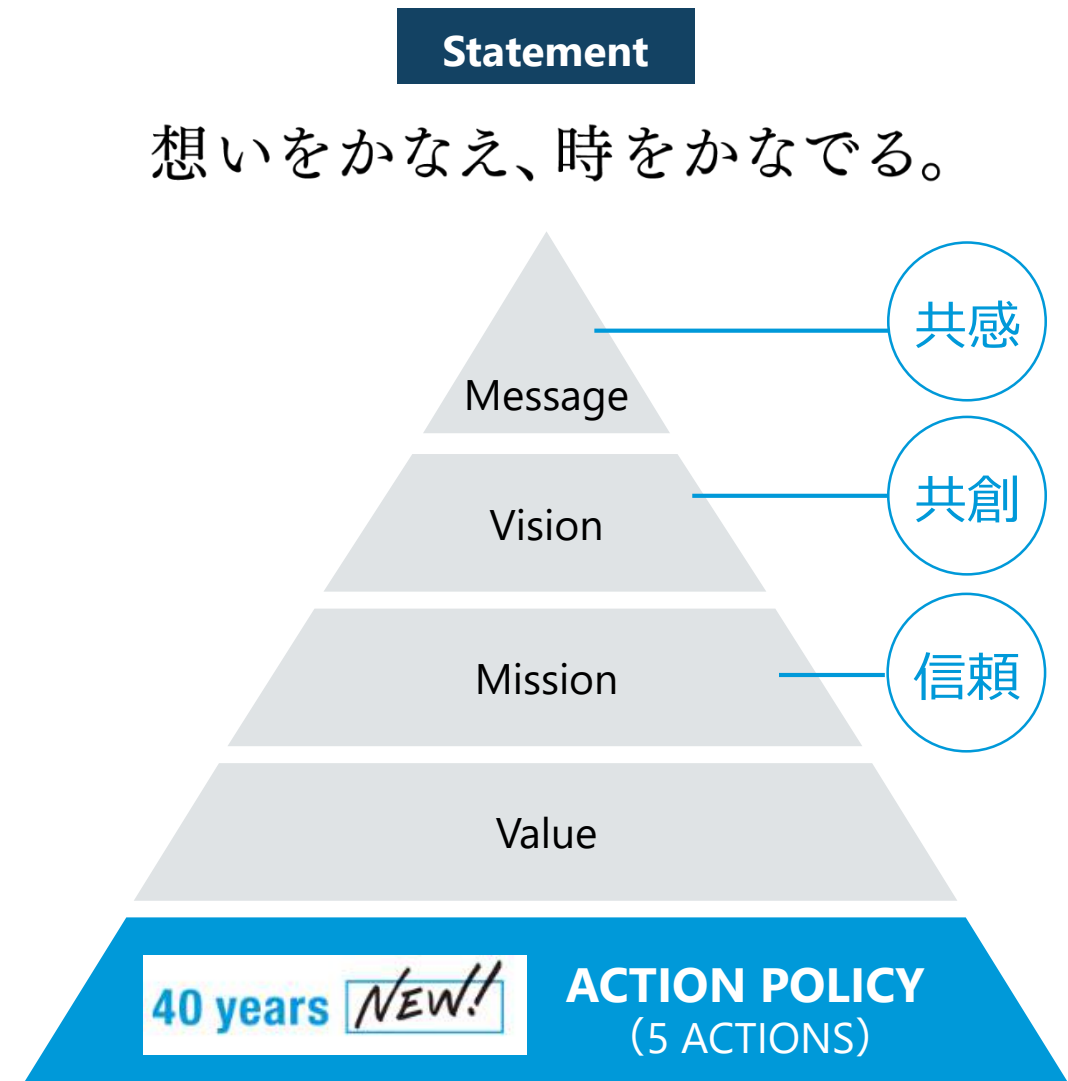 Statement
想いをかなえ、時をかなでる。
共感
Message
共創
Vision
信頼
Mission
Value
40 years NEW!!
ACTION POLICY
（5 ACTIONS）